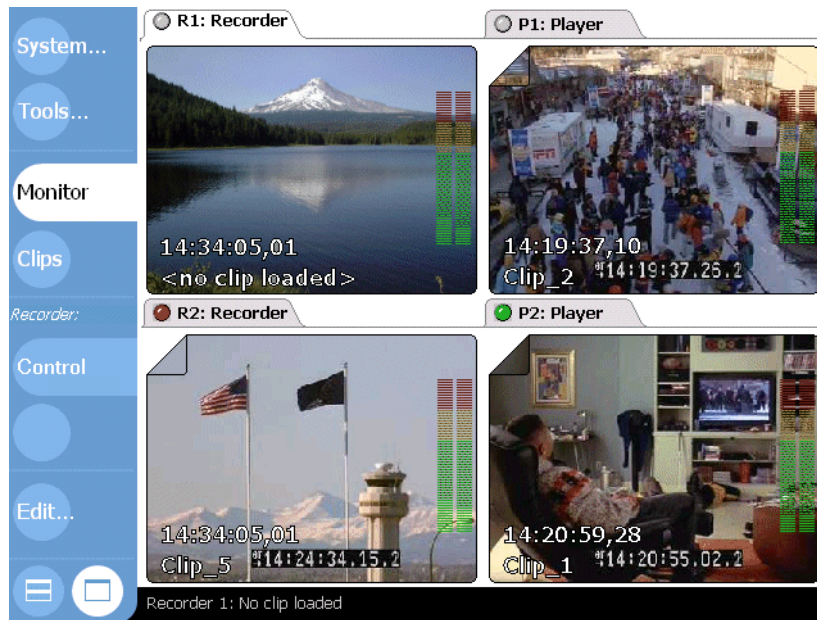 System...
Tools...
Monitor
Clips
Recorder:
Control
Edit...
R1: Recorder
P1: Player
14:34:05,01
<no clip loaded>
14:19:37,10
Clip_2
14:19:37.26.2
R2: Recorder
P2: Player
14:34:05,01
Clip_5
14:24:34.15.2
14:20:59,28
Clip_1
14:20:55.02.2
Recorder 1: No clip loaded